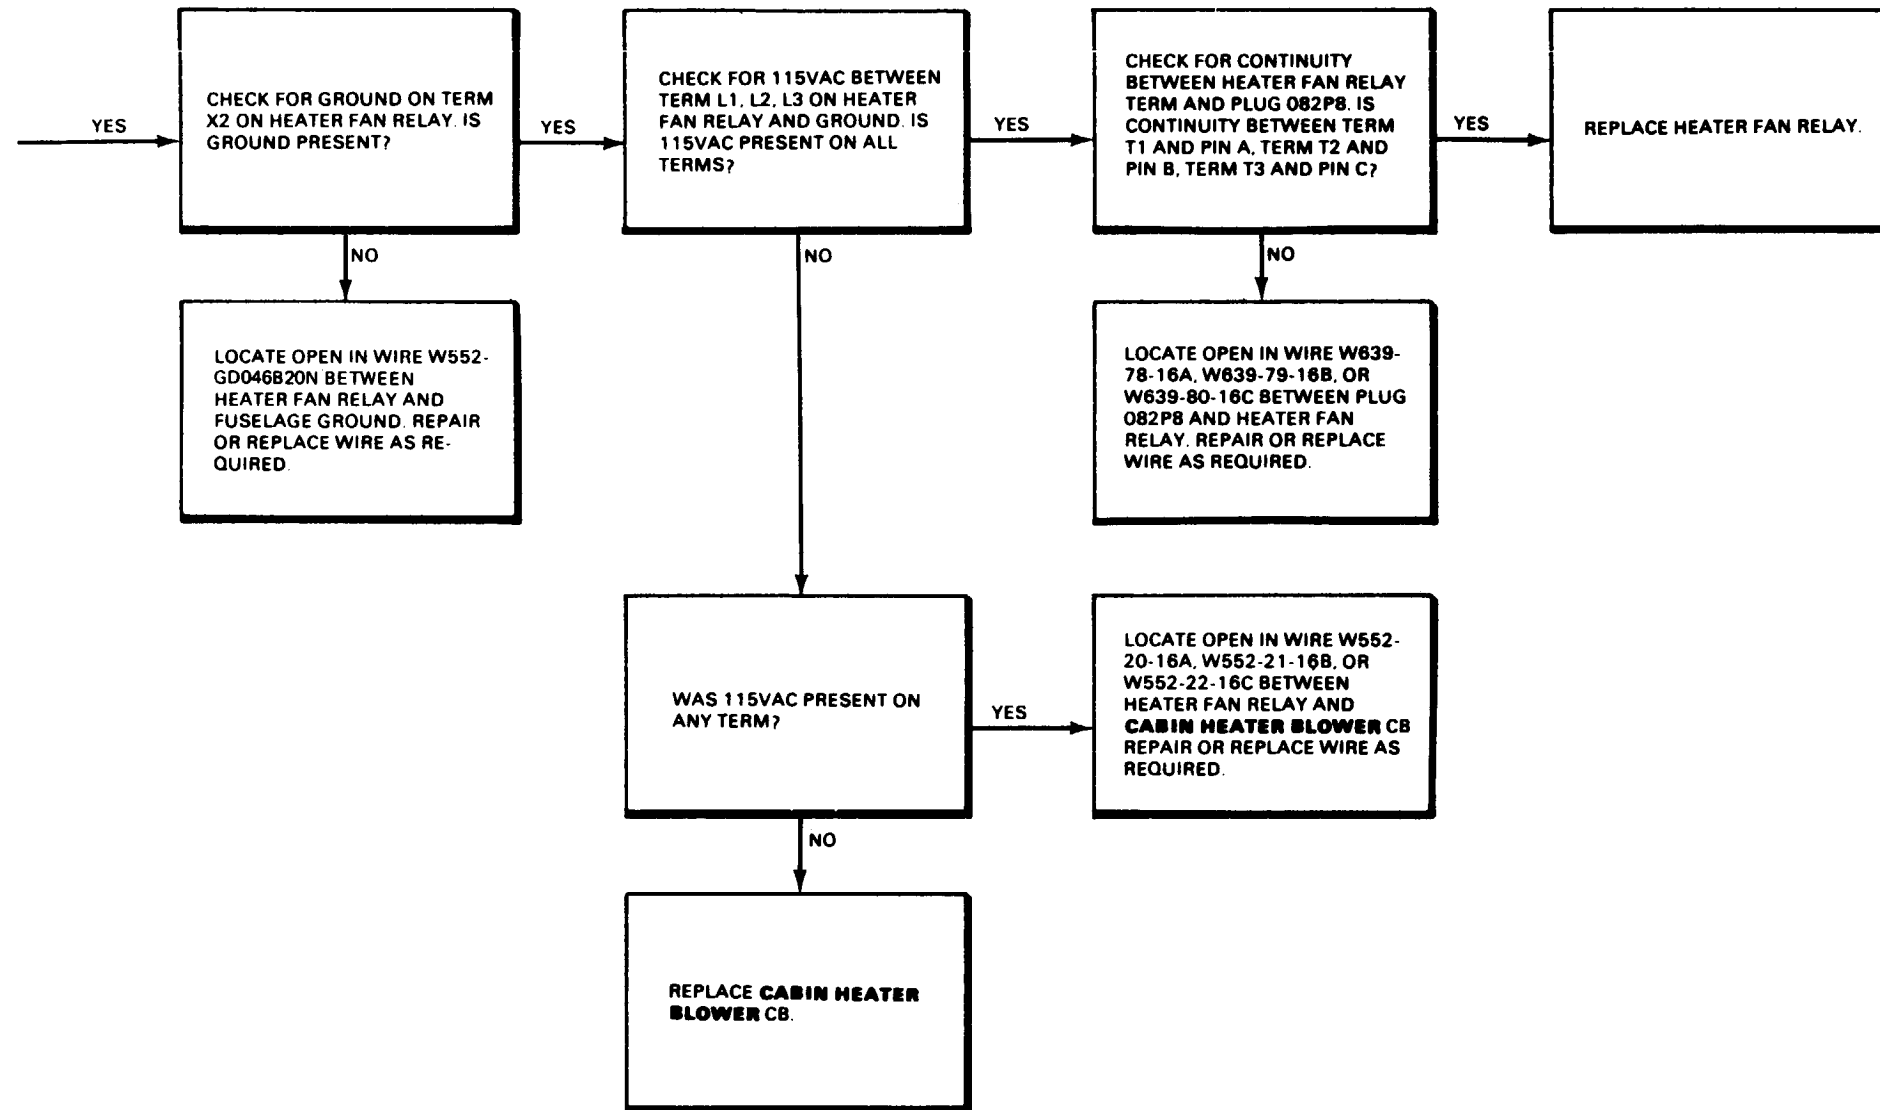 YES
CHECK FOR GROUND ON TERM
X2 ON HEATER FAN RELAY. IS
GROUND PRESENT?
YES
CHECK FOR 115VAC BETWEEN
TERM L1, L2, L3 ON HEATER
FAN RELAY AND GROUND. IS
115VAC PRESENT ON ALL
TERMS?
YES
CHECK FOR CONTINUITY
BETWEEN HEATER FAN RELAY
TERM AND PLUG 082P8. IS
CONTINUITY BETWEEN TERM
T1 AND PIN A, TERM T2 AND
PIN B, TERM T3 AND PIN C?
YES
REPLACE HEATER FAN RELAY.
NO
NO
NO
LOCATE OPEN IN WIRE W552-
GD046B20N BETWEEN
HEATER FAN RELAY AND
FUSELAGE GROUND. REPAIR
OR REPLACE WIRE AS RE-
QUIRED.
LOCATE OPEN IN WIRE W639-
78-16A, W639-79-16B, OR
W639-80-16C BETWEEN PLUG
082P8 AND HEATER FAN
RELAY. REPAIR OR REPLACE
WIRE AS REQUIRED.
WAS 115VAC PRESENT ON
ANY TERM?
YES
LOCATE OPEN IN WIRE W552-
20-16A, W552-21-16B, OR
W552-22-16C BETWEEN
HEATER FAN RELAY AND
CABIN HEATER BLOWER CB
REPAIR OR REPLACE WIRE AS
REQUIRED.
NO
REPLACE CABIN HEATER
BLOWER CB.